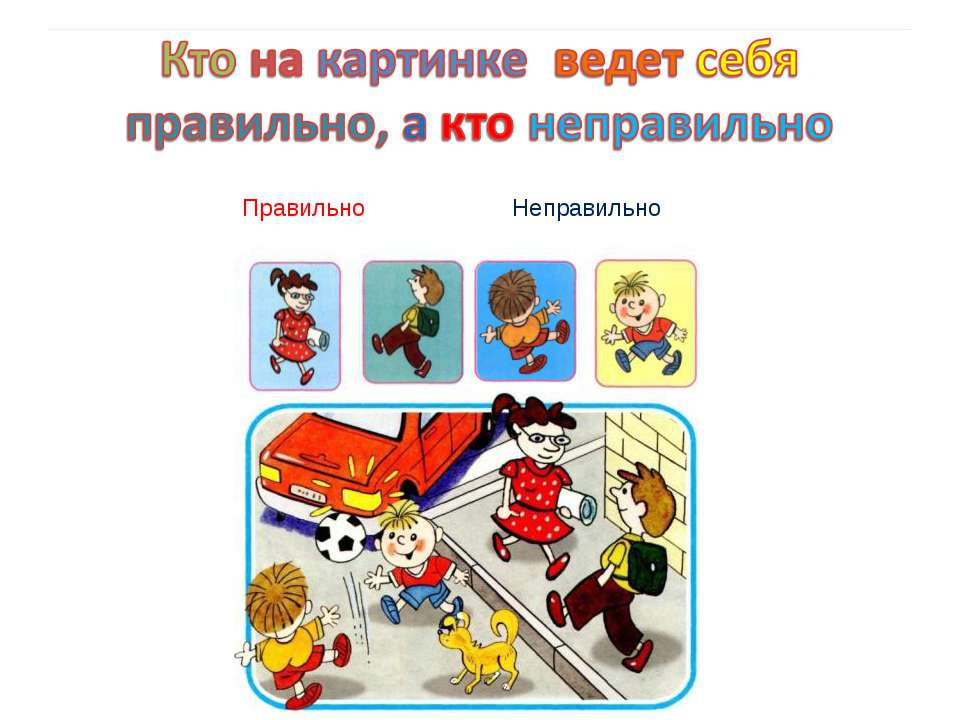 Кто на картинке ведет себя
правильно, а кто неправильно
Правильно Неправильно